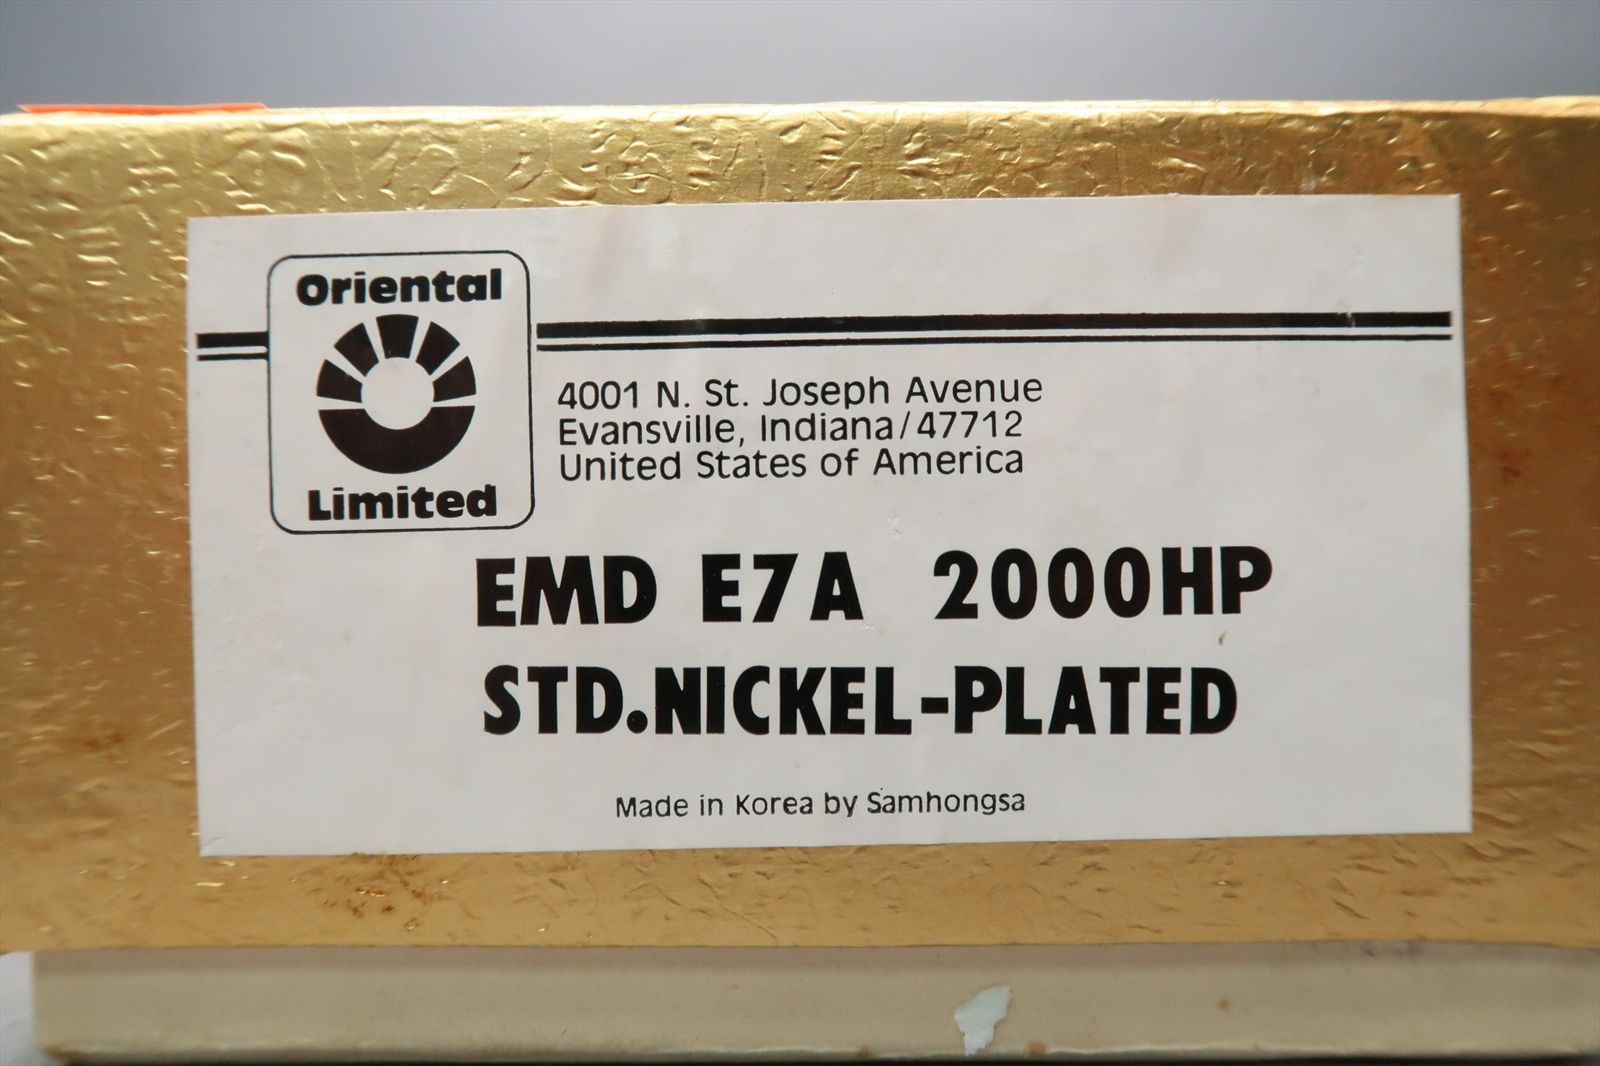 Oriental
Limited
4001 N. St. Joseph Avenue
Evansville, Indiana/47712
United States of America
EMD E7A 2000HP
STD.NICKEL-PLATED
Made in Korea by Samhongsa